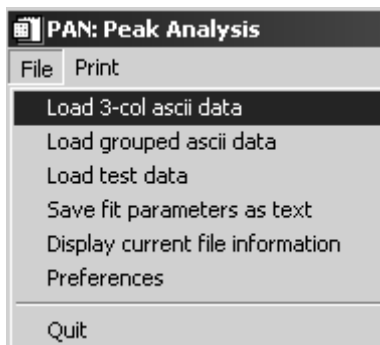 PAN: Peak Analysis
File Print
Load 3-col ascii data
Load grouped ascii data
Load test data
Save fit parameters as text
Display current file information
Preferences
Quit